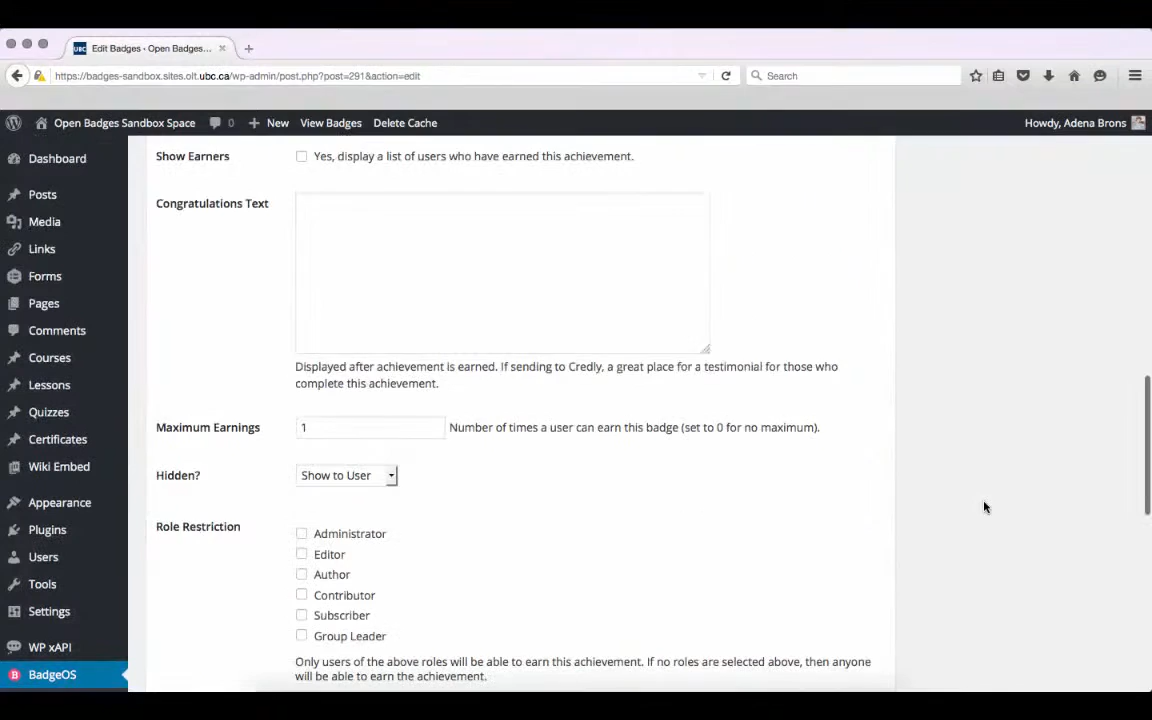 UBC Edit Badges ‹ Open Badges... × +
https://badges-sandbox.sites.olt.ubc.ca/wp-admin/post.php?post=291&action=edit
Search
Open Badges Sandbox Space 0 + New View Badges Delete Cache Howdy, Adena Brons
Dashboard
Posts
Media
Links
Forms
Pages
Comments
Courses
Lessons
Quizzes
Certificates
Wiki Embed
Appearance
Plugins
Users
Tools
Settings
WP xAPI
BadgeOS
Show Earners Yes, display a list of users who have earned this achievement.
Congratulations Text
Displayed after achievement is earned. If sending to Credly, a great place for a testimonial for those who
complete this achievement.
Maximum Earnings 1 Number of times a user can earn this badge (set to 0 for no maximum).
Hidden? Show to User
Role Restriction
Administrator
Editor
Author
Contributor
Subscriber
Group Leader
Only users of the above roles will be able to earn this achievement. If no roles are selected above, then anyone
will be able to earn the achievement.